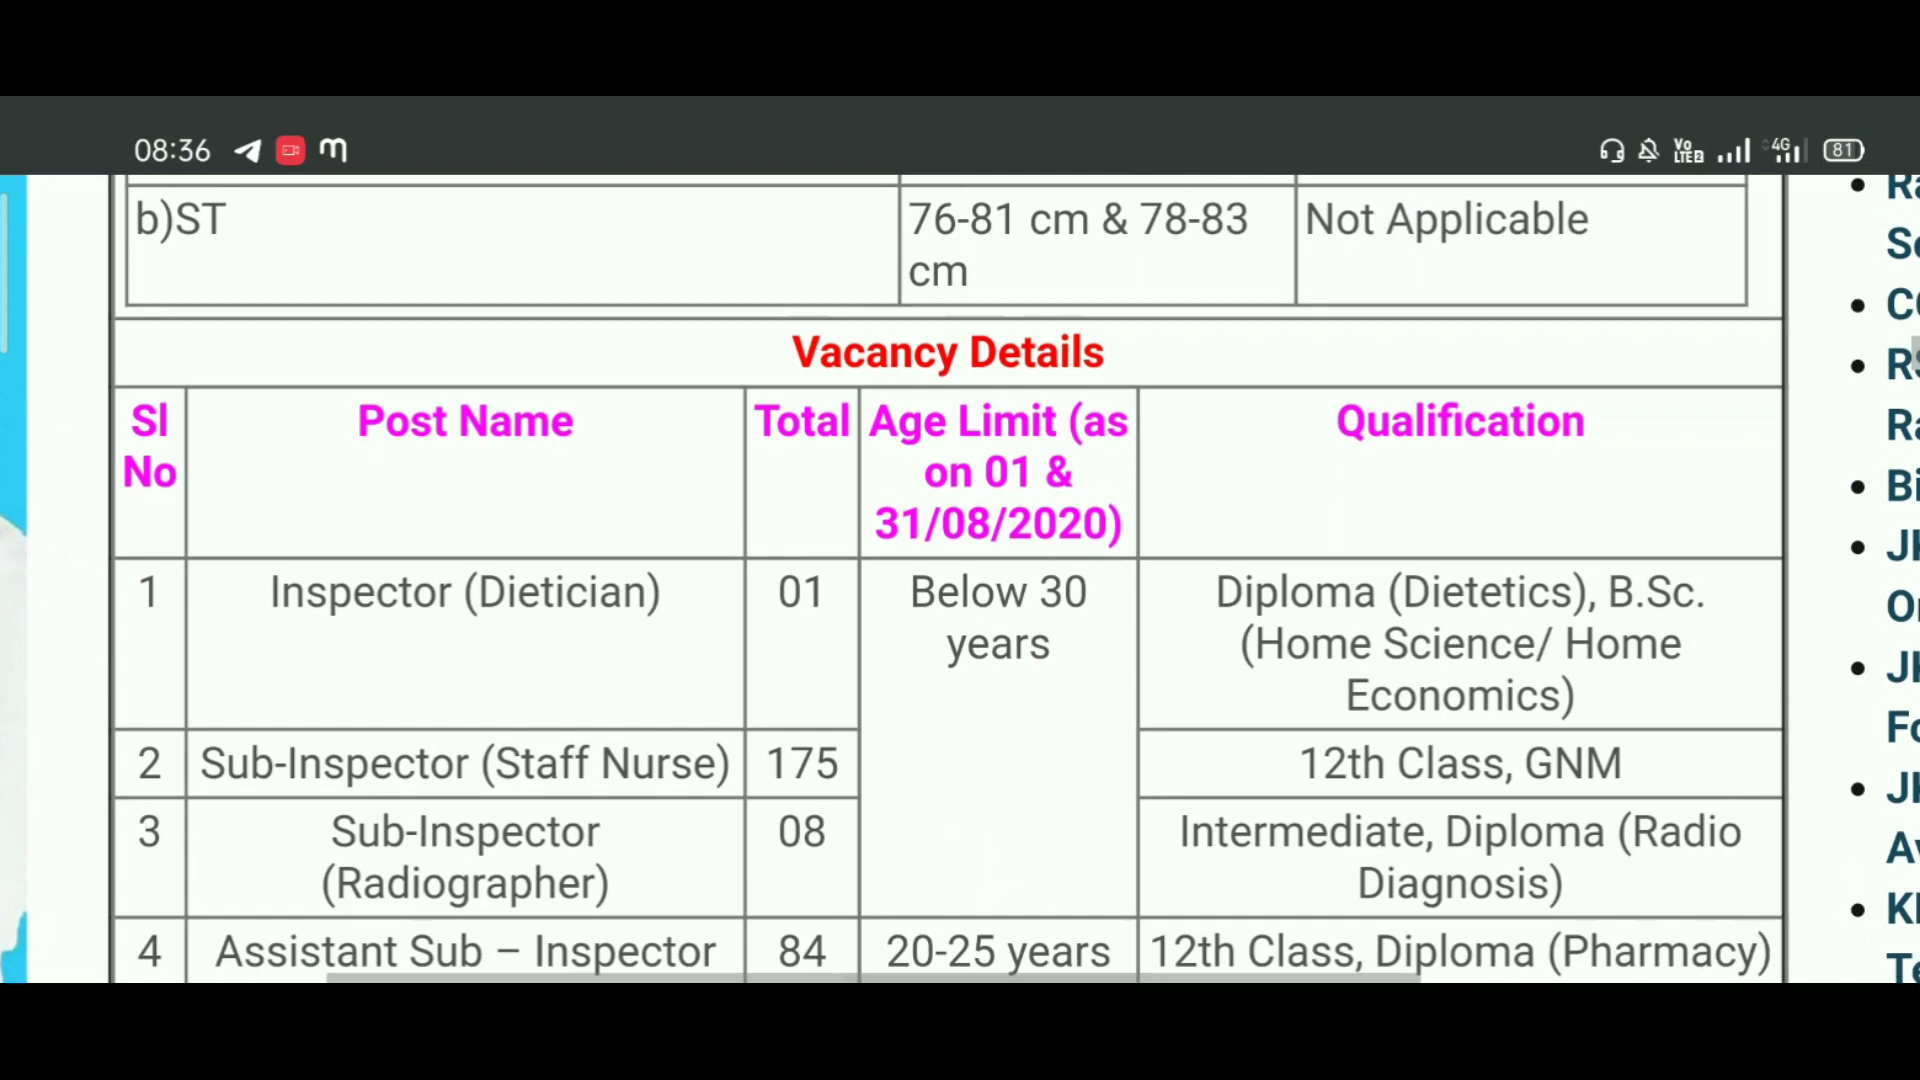 08:36
4G
81
b)ST
76-81 cm & 78-83
cm
Not Applicable
Vacancy Details
Sl
No
Post Name
Total
Age Limit (as
on 01 &
31/08/2020)
Qualification
1
Inspector (Dietician)
01
Below 30
years
Diploma (Dietetics), B.Sc.
(Home Science/ Home
Economics)
2
Sub-Inspector (Staff Nurse)
175
12th Class, GNM
3
Sub-Inspector
(Radiographer)
08
Intermediate, Diploma (Radio
Diagnosis)
4
Assistant Sub – Inspector
84
20-25 years
12th Class, Diploma (Pharmacy)